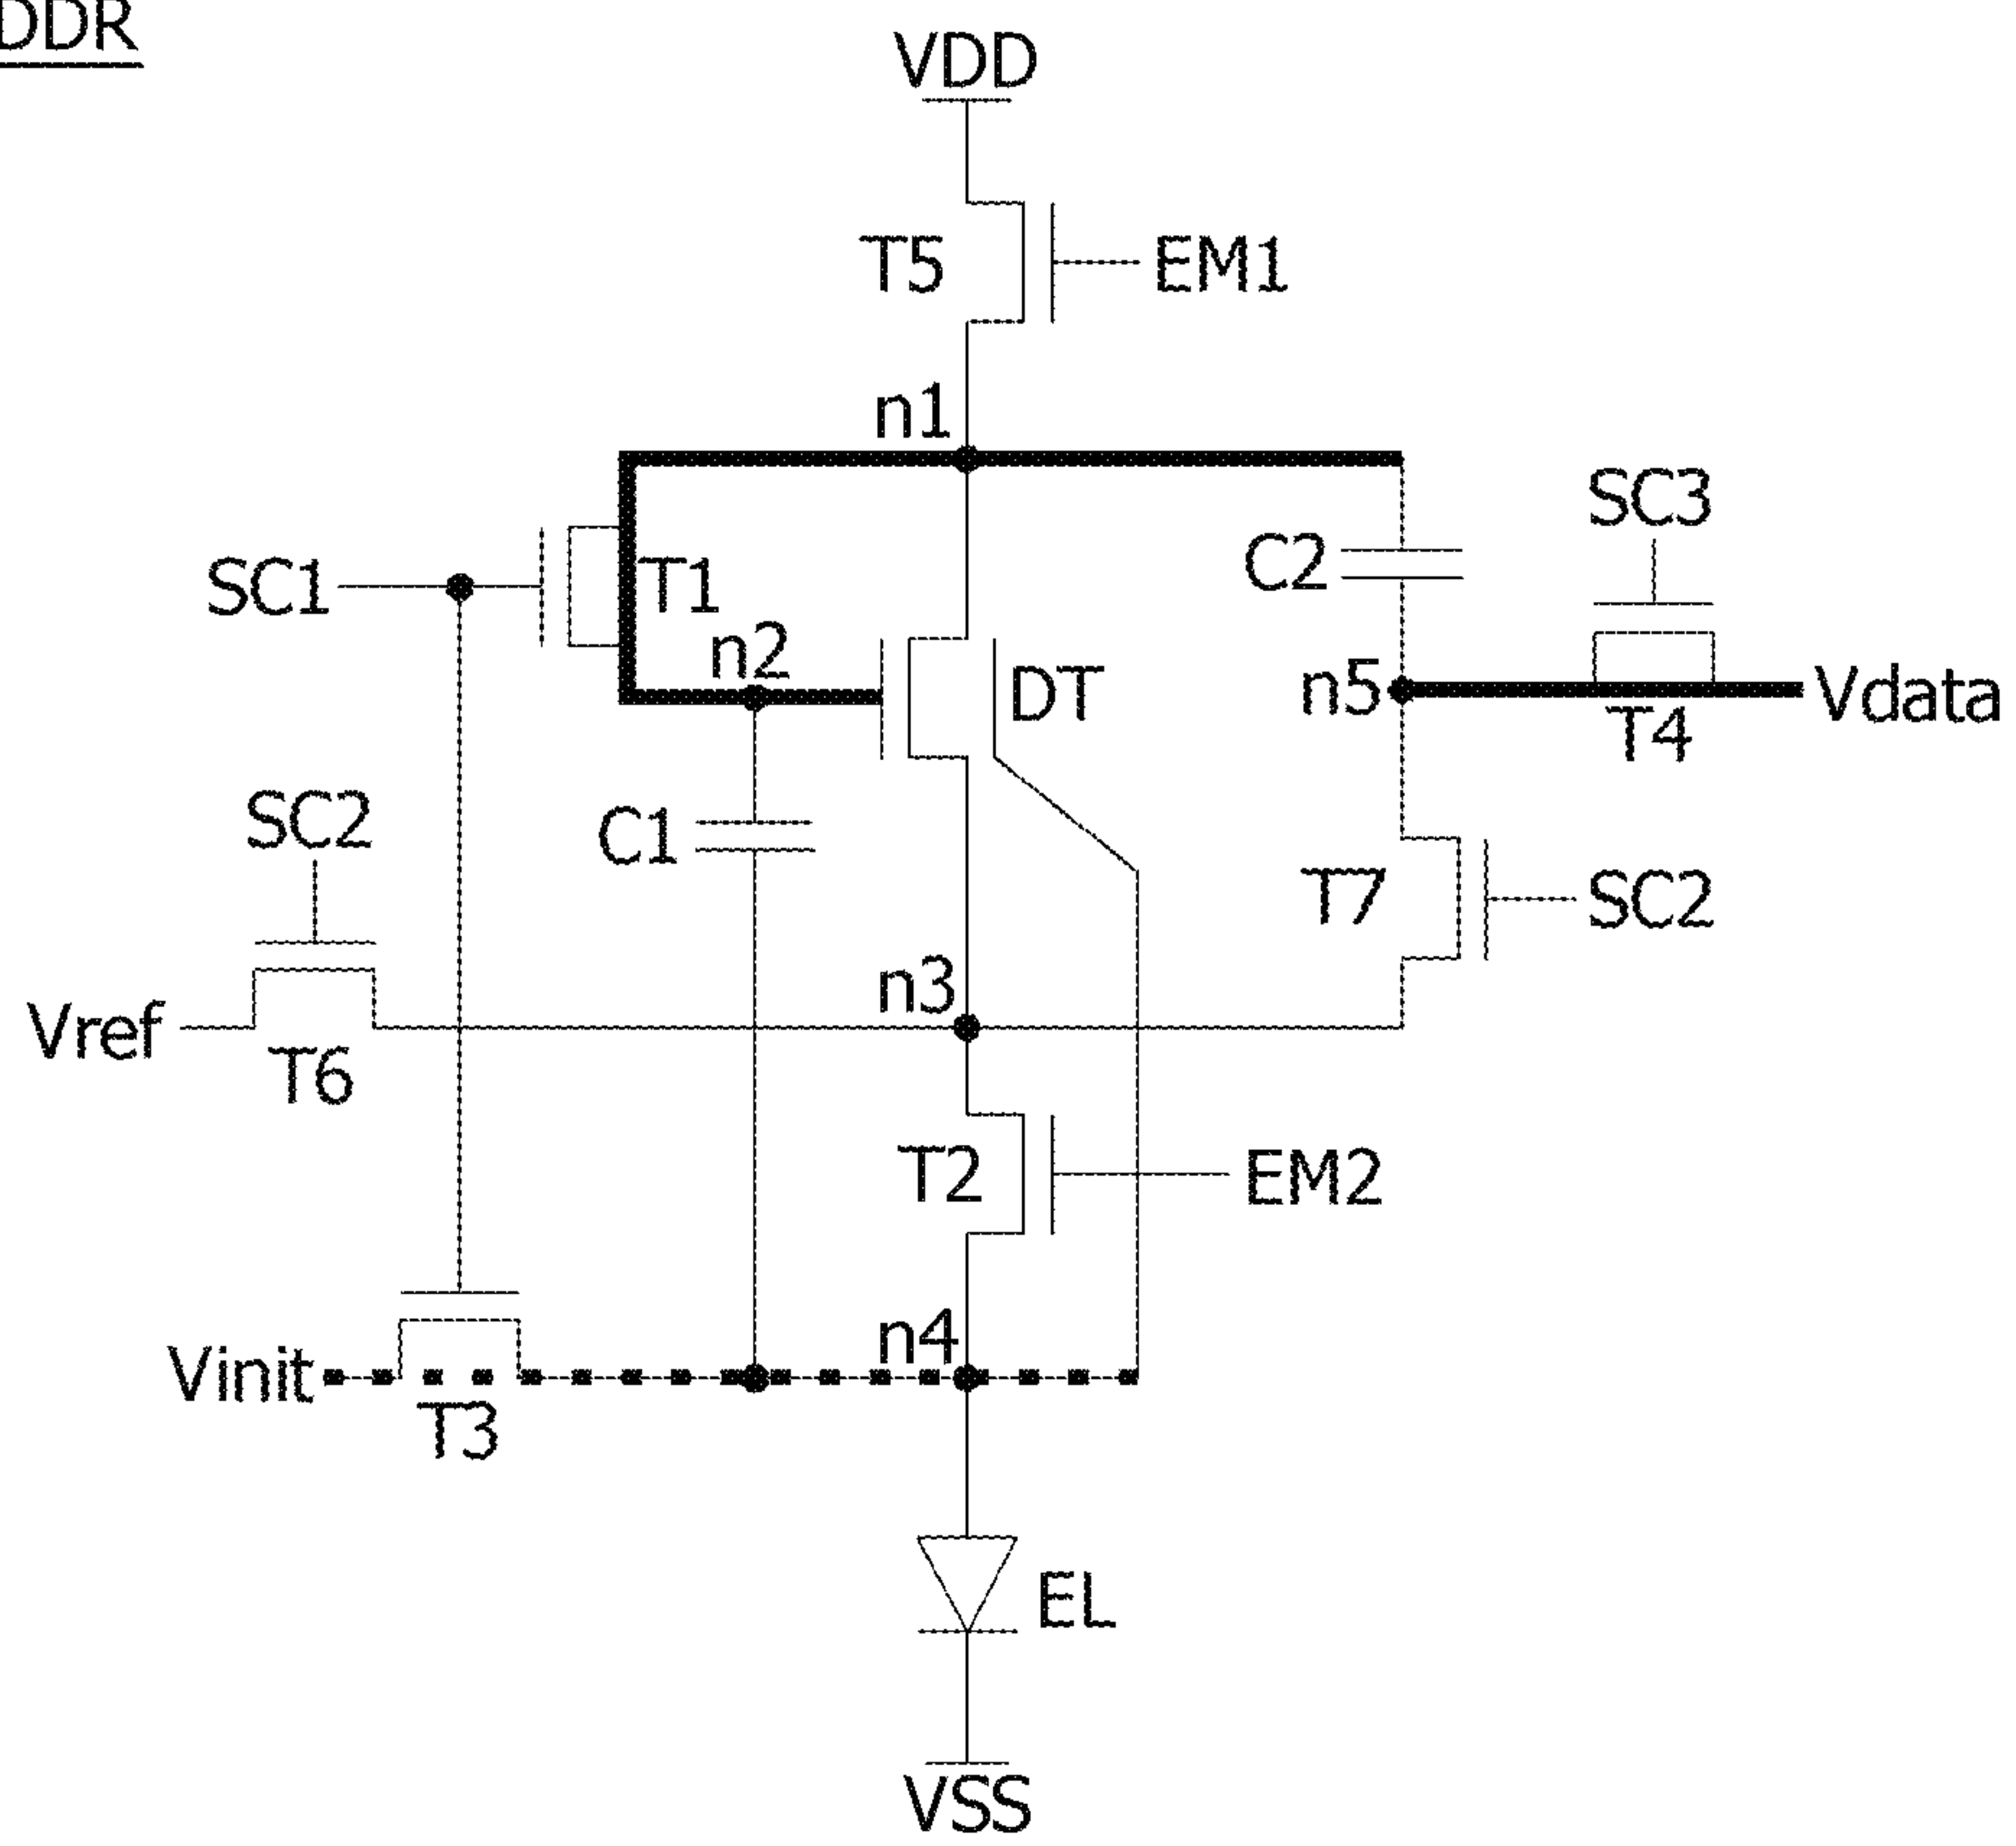 DDR
VDD
T5
EM1
n1
SC3
C2
SC1
T1
n2
DT
n5
Vdata
T4
SC2
C1
T7
SC2
n3
Vref
T6
T2
EM2
n4
Vinit
T3
EL
VSS